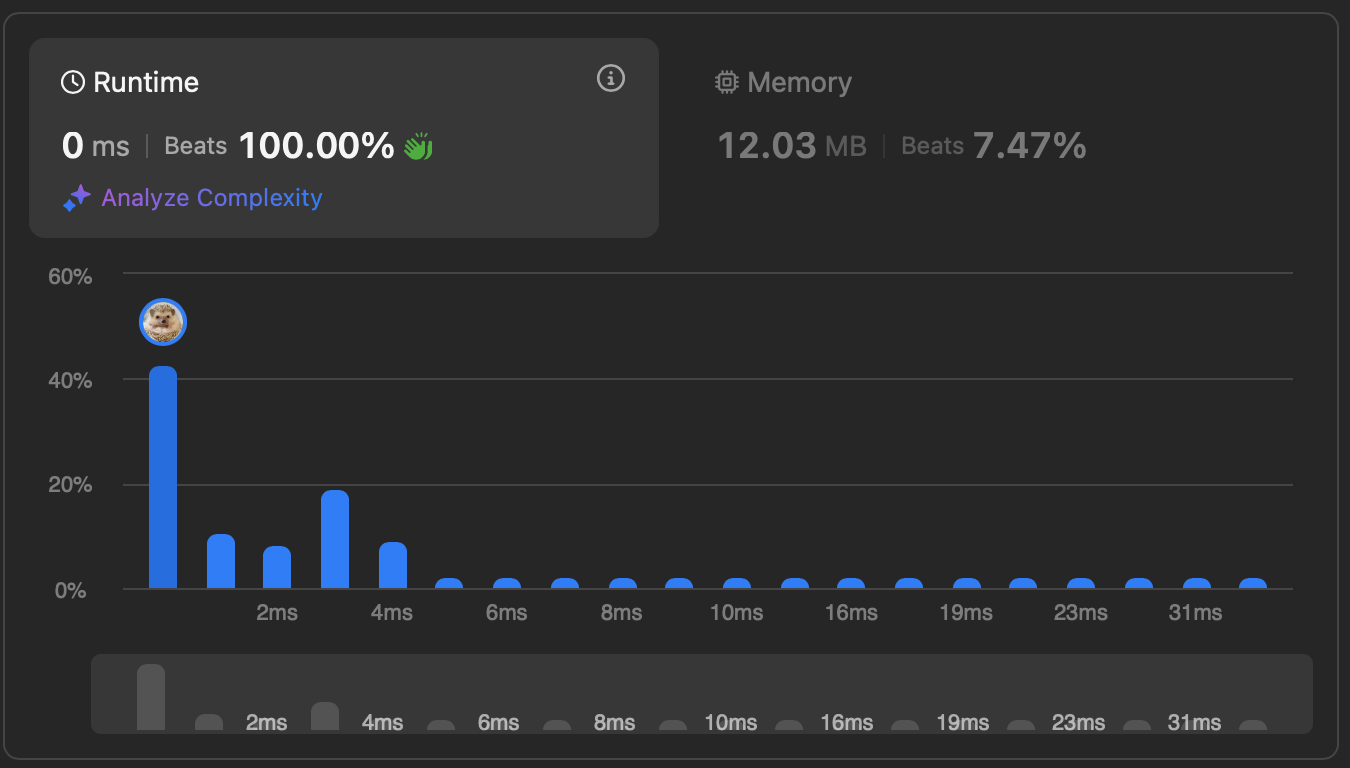 Runtime
0 ms | Beats 100.00%
Analyze Complexity
Memory
12.03 MB | Beats 7.47%
60%
40%
20%
0%
2ms 4ms 6ms 8ms 10ms 16ms 19ms 23ms 31ms
2ms 4ms 6ms 8ms 10ms 16ms 19ms 23ms 31ms